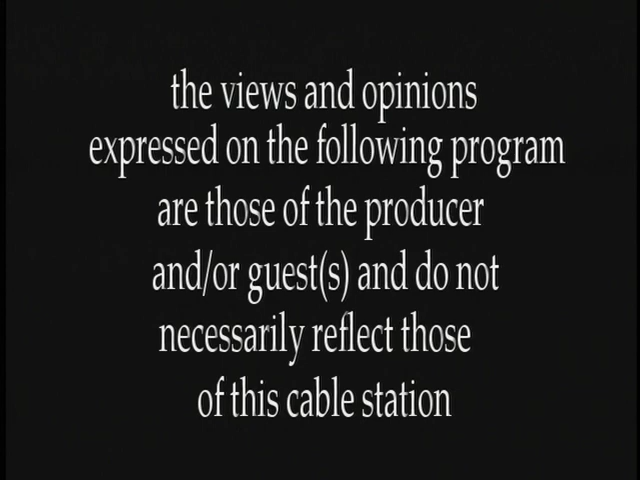 the views and opinions
expressed on the following program
are those of the producer
and/or guest(s) and do not
necessarily reflect those
of this cable station